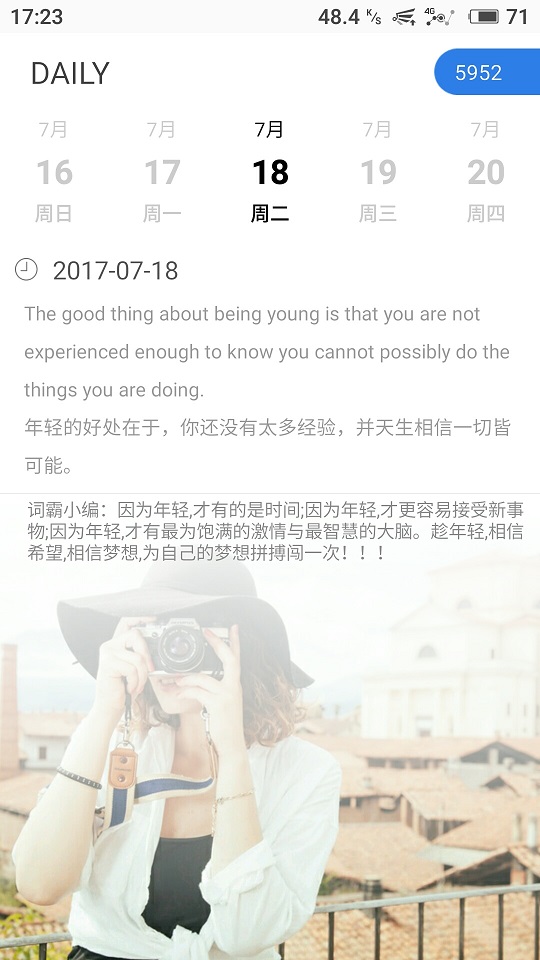 17:23 48.4 K/s 4G 71
DAILY 5952
7月 7月 7月 7月 7月
16 17 18 19 20
周日 周一 周二 周三 周四
2017-07-18
The good thing about being young is that you are not
experienced enough to know you cannot possibly do the
things you are doing.
年轻的好处在于，你还没有太多经验，并天生相信一切皆
可能。
词霸小编：因为年轻,才有的是时间;因为年轻,才更容易接受新事
物;因为年轻,才有最为饱满的激情与最智慧的大脑。趁年轻,相信
希望,相信梦想,为自己的梦想拼搏闯一次！！！